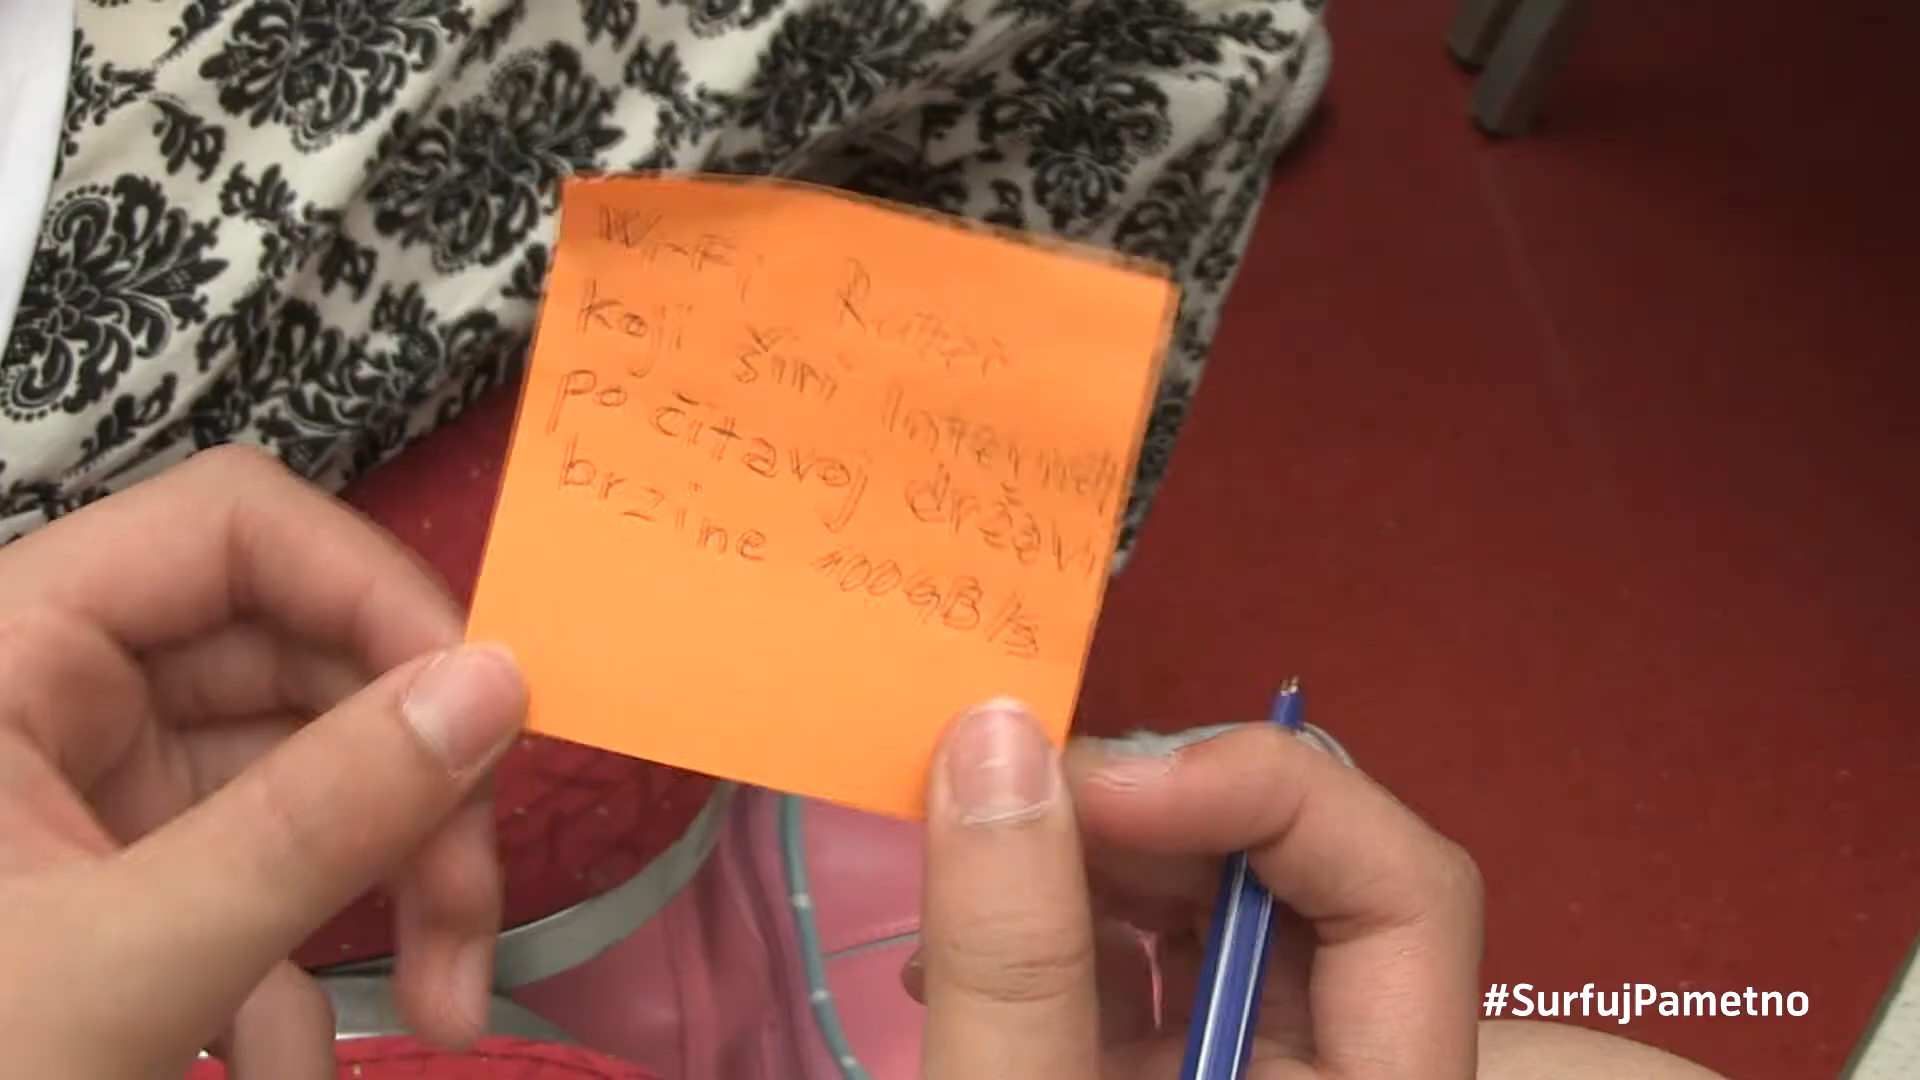 Wi-Fi Ruter
koji širi Internet
po čitavoj državi
brzine 100GB/s
#SurfujPametno